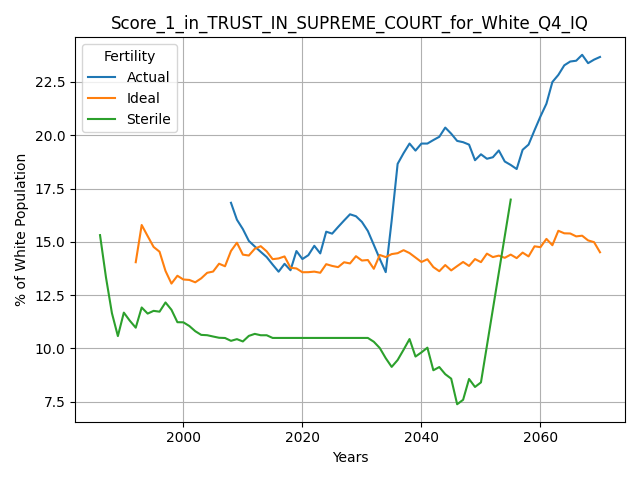 Score_1_in_TRUST_IN_SUPREME_COURT_for_White_Q4_IQ
Fertility
Actual
Ideal
Sterile
% of White Population
22.5
20.0
17.5
15.0
12.5
10.0
7.5
2000 2020 2040 2060
Years